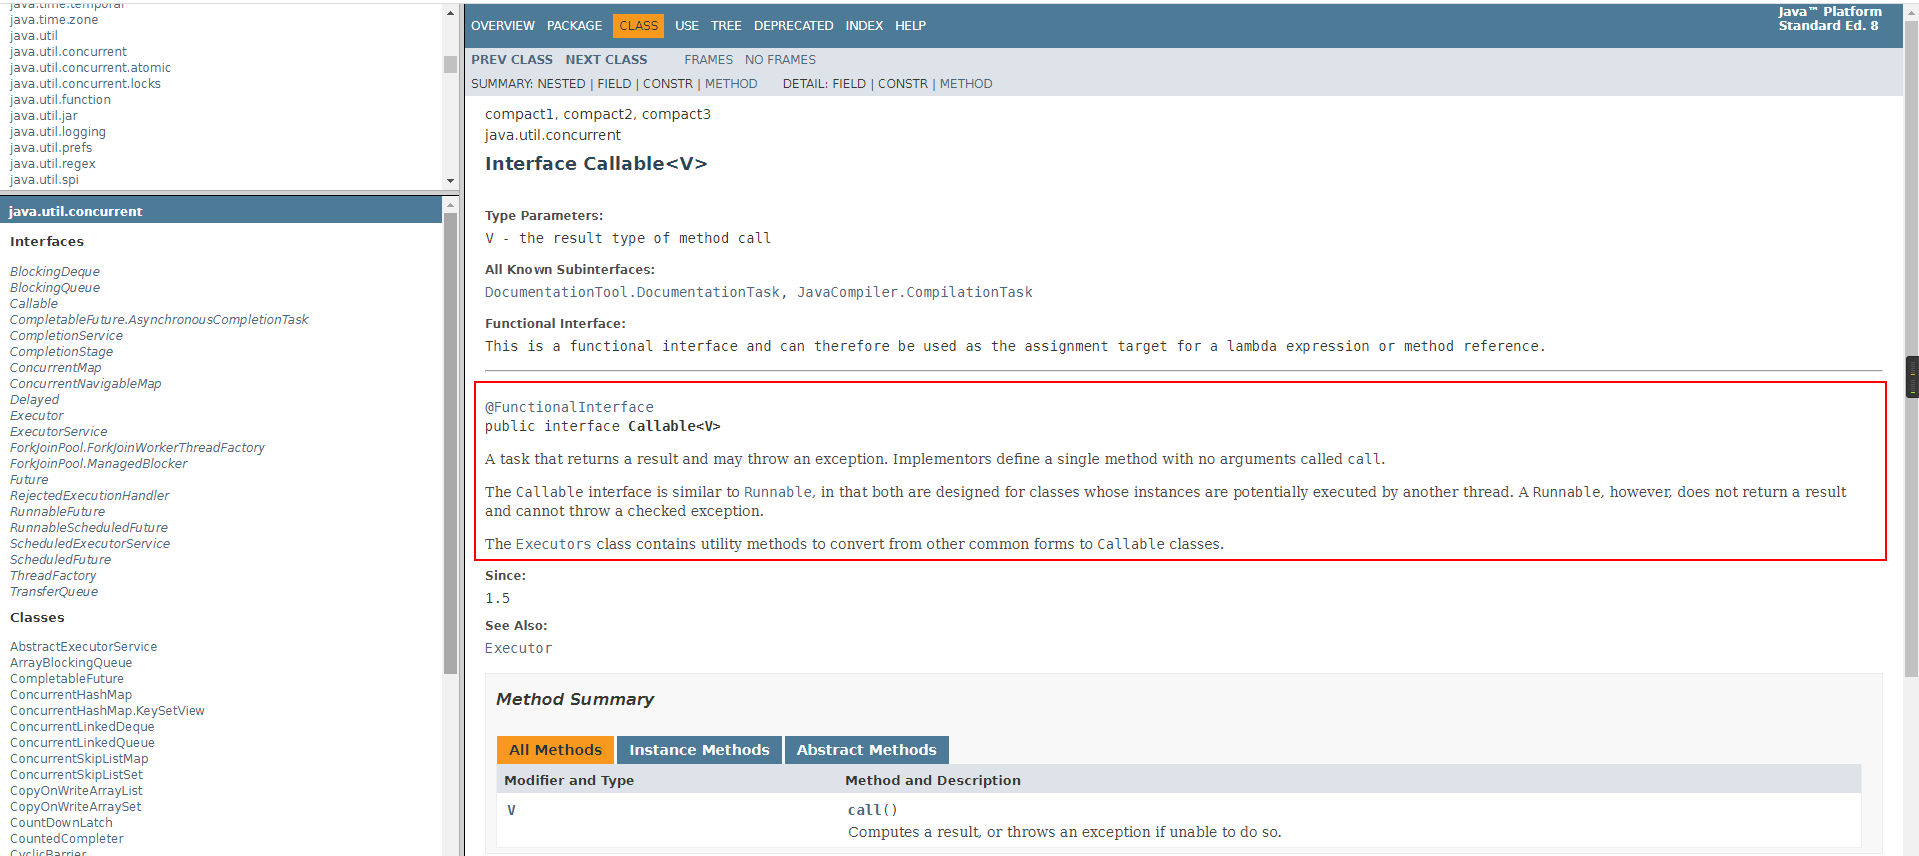 java.time.temporal
java.time.zone
java.util
java.util.concurrent
java.util.concurrent.atomic
java.util.concurrent.locks
java.util.function
java.util.jar
java.util.logging
java.util.prefs
java.util.regex
java.util.spi
java.util.concurrent
Interfaces
BlockingDeque
BlockingQueue
Callable
CompletableFuture.AsynchronousCompletionTask
CompletionService
CompletionStage
ConcurrentMap
ConcurrentNavigableMap
Delayed
Executor
ExecutorService
ForkJoinPool.ForkJoinWorkerThreadFactory
ForkJoinPool.ManagedBlocker
Future
RejectedExecutionHandler
RunnableFuture
RunnableScheduledFuture
ScheduledExecutorService
ScheduledFuture
ThreadFactory
TransferQueue
Classes
AbstractExecutorService
ArrayBlockingQueue
CompletableFuture
ConcurrentHashMap
ConcurrentHashMap.KeySetView
ConcurrentLinkedDeque
ConcurrentLinkedQueue
ConcurrentSkipListMap
ConcurrentSkipListSet
CopyOnWriteArrayList
CopyOnWriteArraySet
CountDownLatch
CountedCompleter
CyclicBarrier
OVERVIEW PACKAGE CLASS USE TREE DEPRECATED INDEX HELP
Java™ Platform
Standard Ed. 8
PREV CLASS NEXT CLASS FRAMES NO FRAMES
SUMMARY: NESTED | FIELD | CONSTR | METHOD DETAIL: FIELD | CONSTR | METHOD
compact1, compact2, compact3
java.util.concurrent
Interface Callable<V>
Type Parameters:
V - the result type of method call
All Known Subinterfaces:
DocumentationTool.DocumentationTask, JavaCompiler.CompilationTask
Functional Interface:
This is a functional interface and can therefore be used as the assignment target for a lambda expression or method reference.
@FunctionalInterface
public interface Callable<V>
A task that returns a result and may throw an exception. Implementors define a single method with no arguments called call.
The Callable interface is similar to Runnable, in that both are designed for classes whose instances are potentially executed by another thread. A Runnable, however, does not return a result
and cannot throw a checked exception.
The Executors class contains utility methods to convert from other common forms to Callable classes.
Since:
1.5
See Also:
Executor
Method Summary
All Methods Instance Methods Abstract Methods
Modifier and Type Method and Description
V call()
Computes a result, or throws an exception if unable to do so.